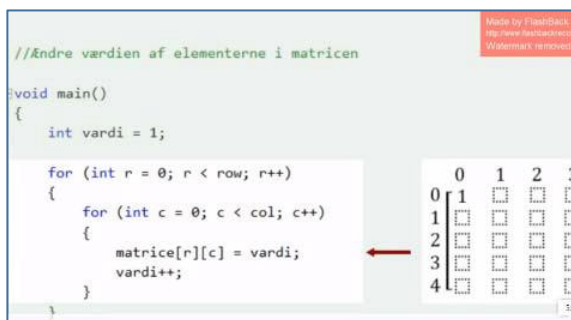 Made by FlashBack
Watermark removed
//Ændre værdien af elementerne i matricen
void main()
{
int vardi = 1;
for (int r = 0; r < row; r++)
{
for (int c = 0; c < col; c++)
{
matrice[r][c] = vardi;
vardi++;
}
}
0 1 2 3
0 1
1
2
3
4